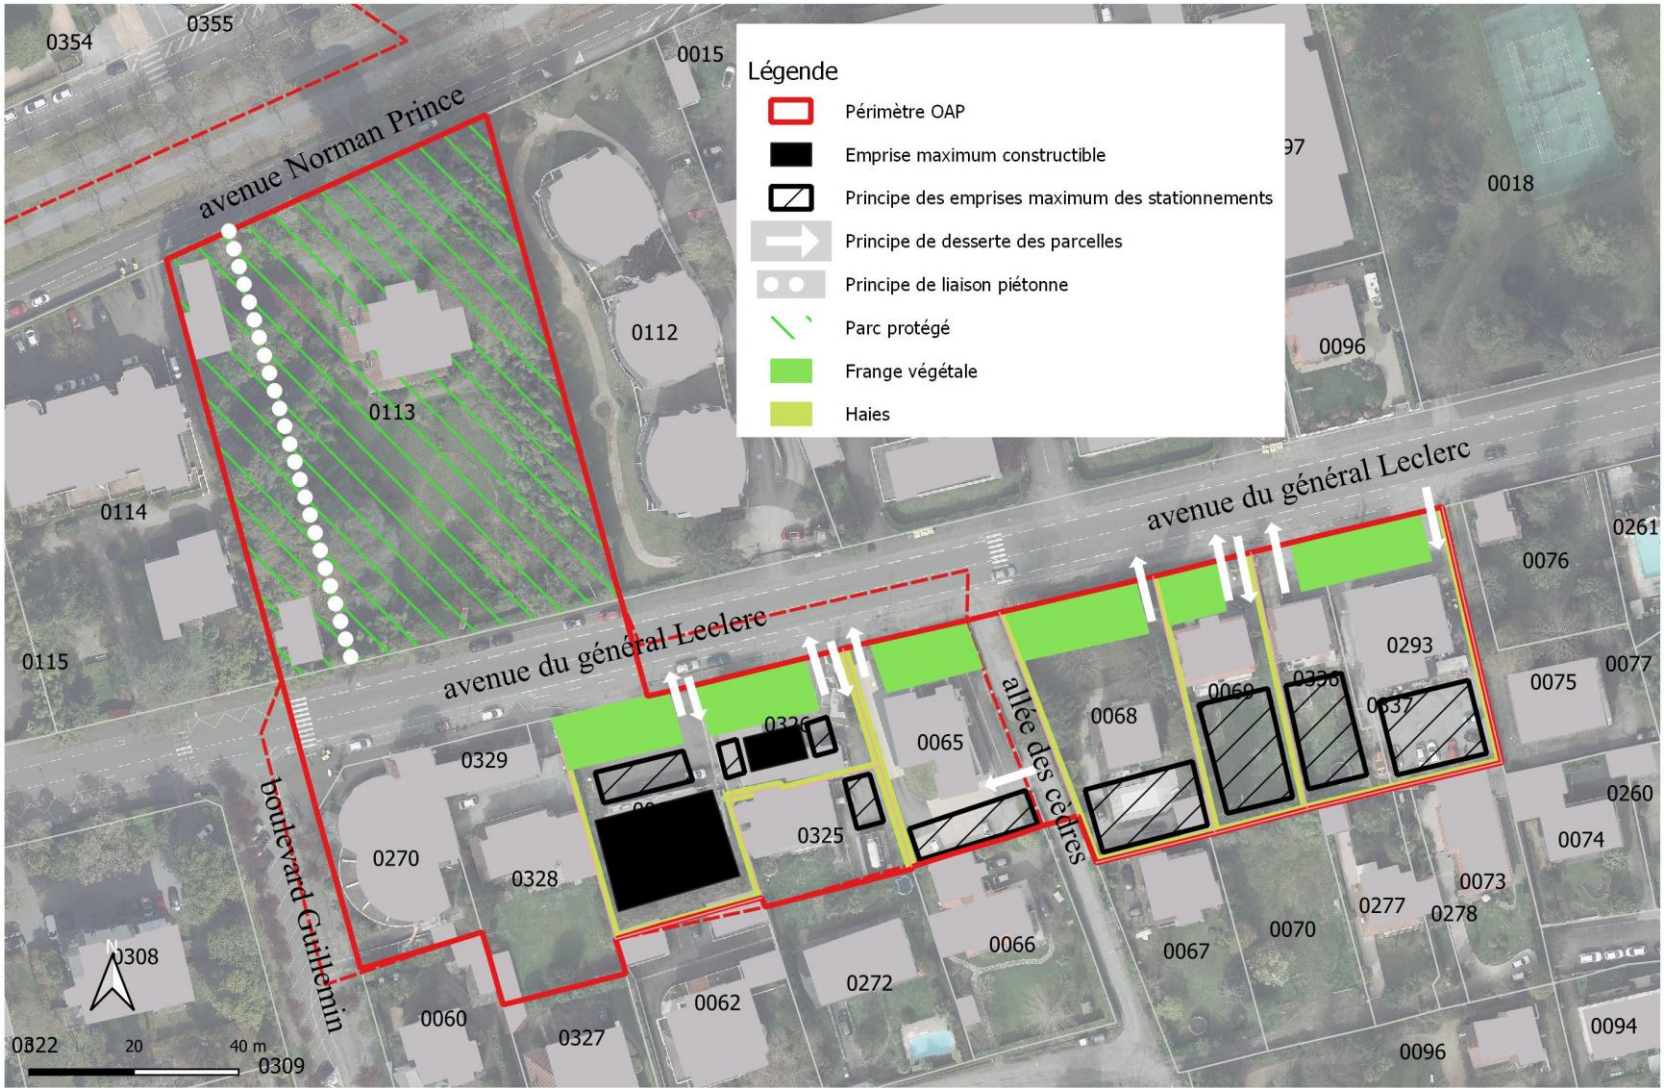 0354
0355
0015
Légende
Périmètre OAP
Emprise maximum constructible
Principe des emprises maximum des stationnements
Principe de desserte des parcelles
Principe de liaison piétonne
Parc protégé
Frange végétale
Haies
97
0018
avenue Norman Prince
0112
0096
0113
0114
avenue du général Leclerc
0261
0076
0115
avenue du général Leclerc
0293
0077
0075
0069
0336
0337
0068
0326
0065
allée des cèdres
0329
0260
0325
0074
boulevard Guillemin
0270
0328
0073
0277
0278
0070
0067
0066
0272
0308
N
0062
0060
0327
0094
0096
20
40 m
0309